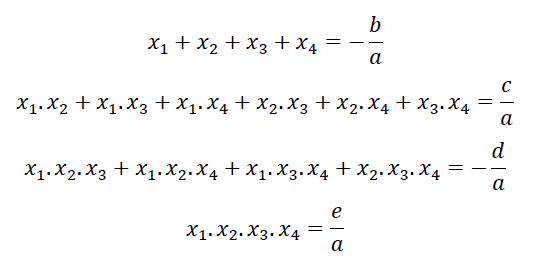 x₁ + x₂ + x₃ + x₄ = −b/a
x₁.x₂ + x₁.x₃ + x₁.x₄ + x₂.x₃ + x₂.x₄ + x₃.x₄ = c/a
x₁.x₂.x₃ + x₁.x₂.x₄ + x₁.x₃.x₄ + x₂.x₃.x₄ = −d/a
x₁.x₂.x₃.x₄ = e/a